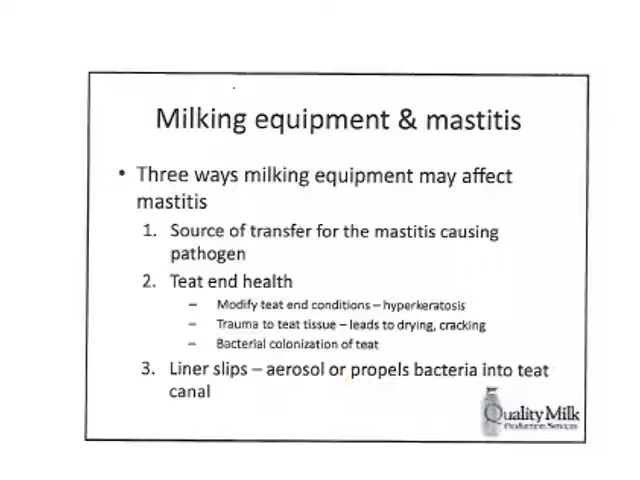 Milking equipment & mastitis
• Three ways milking equipment may affect
mastitis
1. Source of transfer for the mastitis causing
pathogen
2. Teat end health
– Modify teat end conditions – hyperkeratosis
– Trauma to teat tissue – leads to drying, cracking
– Bacterial colonization of teat
3. Liner slips – aerosol or propels bacteria into teat
canal
Quality Milk
Production Services